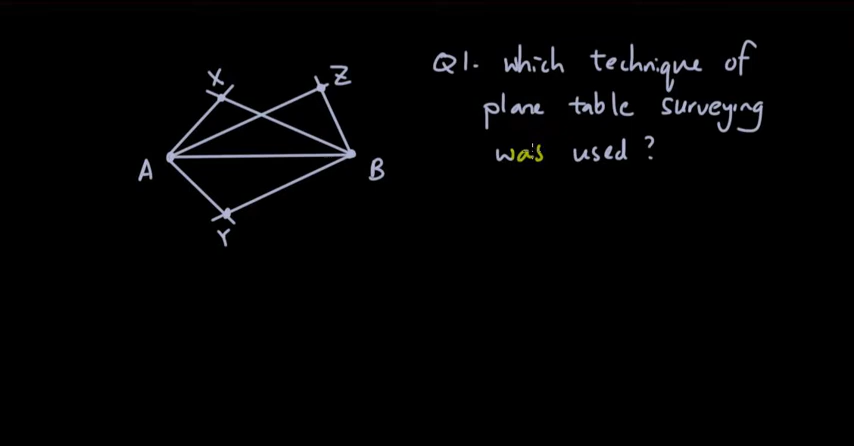 X
Z
A
B
Y
Q1. which technique of
plane table surveying
was used ?